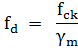 f_d = f_ck / γ_m